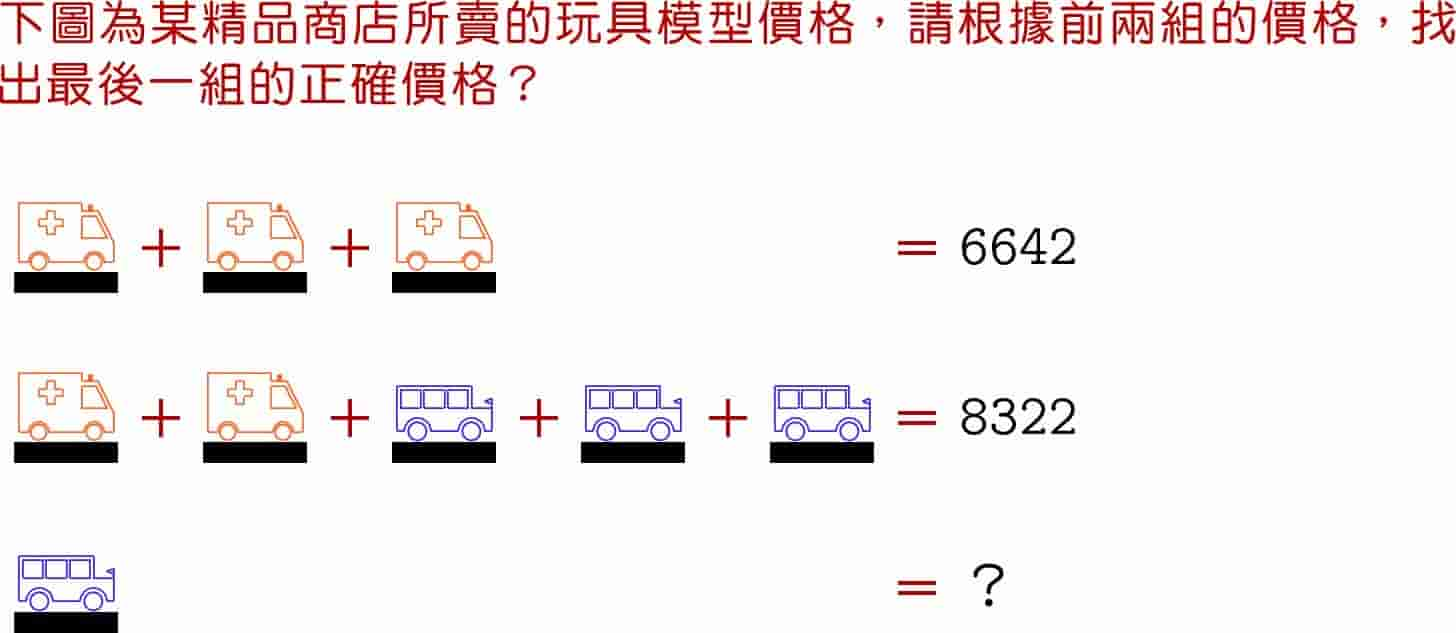 下圖為某精品商店所賣的玩具模型價格，請根據前兩組的價格，找
出最後一組的正確價格？
+ + = 6642
+ + + + = 8322
= ?